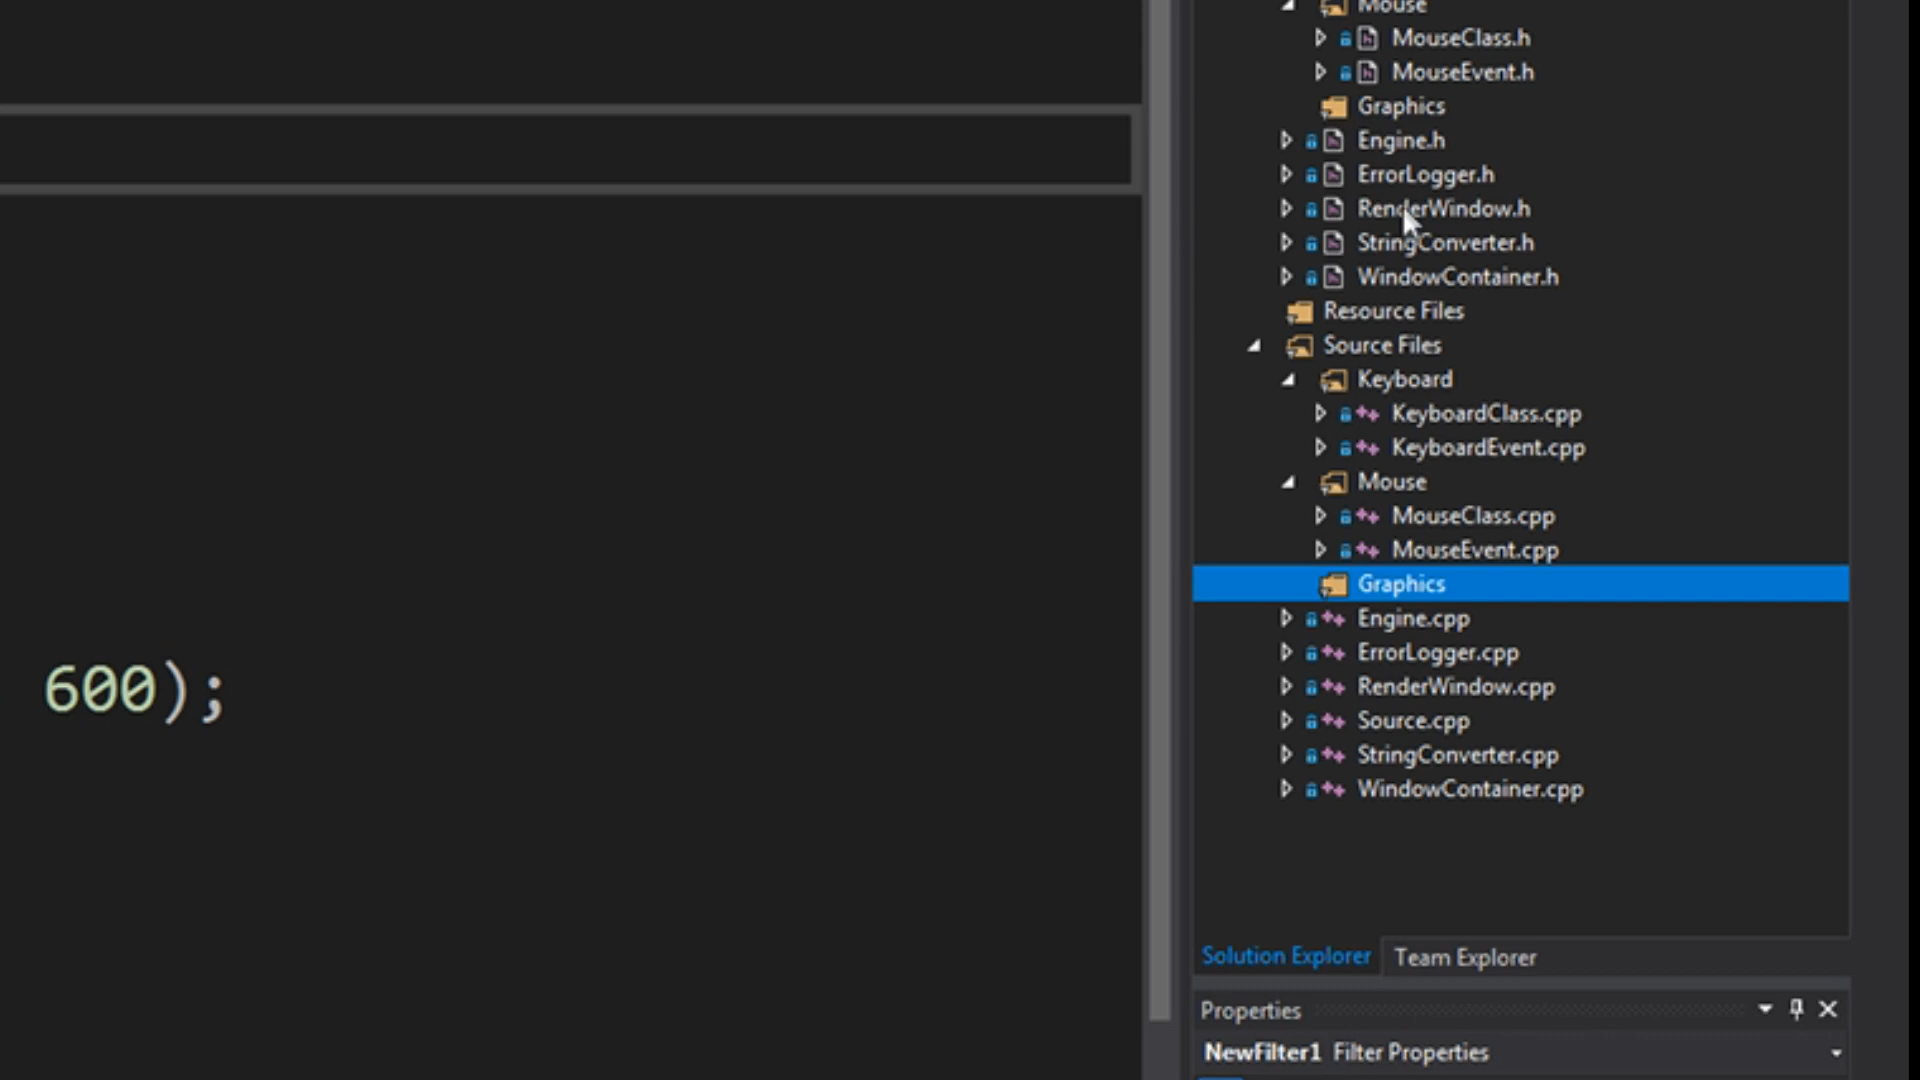 Mouse
MouseClass.h
MouseEvent.h
Graphics
Engine.h
ErrorLogger.h
RenderWindow.h
StringConverter.h
WindowContainer.h
Resource Files
Source Files
Keyboard
KeyboardClass.cpp
KeyboardEvent.cpp
Mouse
MouseClass.cpp
MouseEvent.cpp
Graphics
Engine.cpp
ErrorLogger.cpp
RenderWindow.cpp
600);
Source.cpp
StringConverter.cpp
WindowContainer.cpp
Solution Explorer Team Explorer
Properties
NewFilter1 Filter Properties